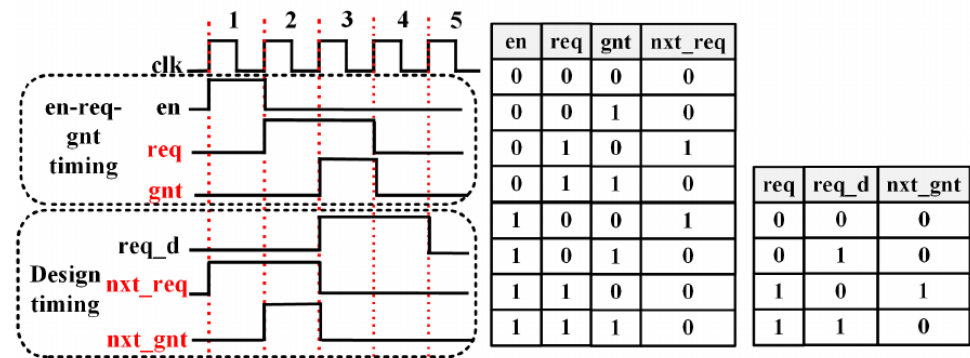 1 2 3 4 5
clk
en-req-
gnt
timing
en
req
gnt
Design
timing
req_d
nxt_req
nxt_gnt
en req gnt nxt_req
0 0 0 0
0 0 1 0
0 1 0 1
0 1 1 0
1 0 0 1
1 0 1 0
1 1 0 0
1 1 1 0
req req_d nxt_gnt
0 0 0
0 1 0
1 0 1
1 1 0